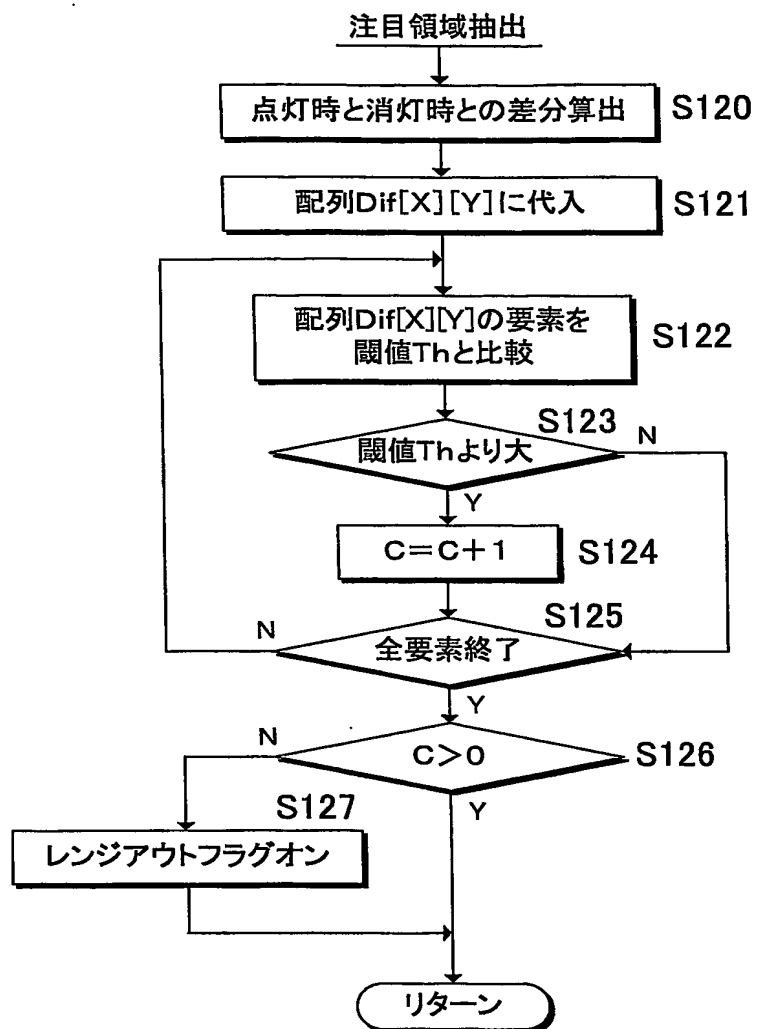 注目領域抽出
点灯時と消灯時との差分算出 S120
配列Dif[X][Y]に代入 S121
配列Dif[X][Y]の要素を
閾値Thと比較
S122
S123
閾値Thより大
N
Y
C=C+1 S124
S125
全要素終了
N
Y
C>0 S126
N
Y
S127
レンジアウトフラグオン
リターン